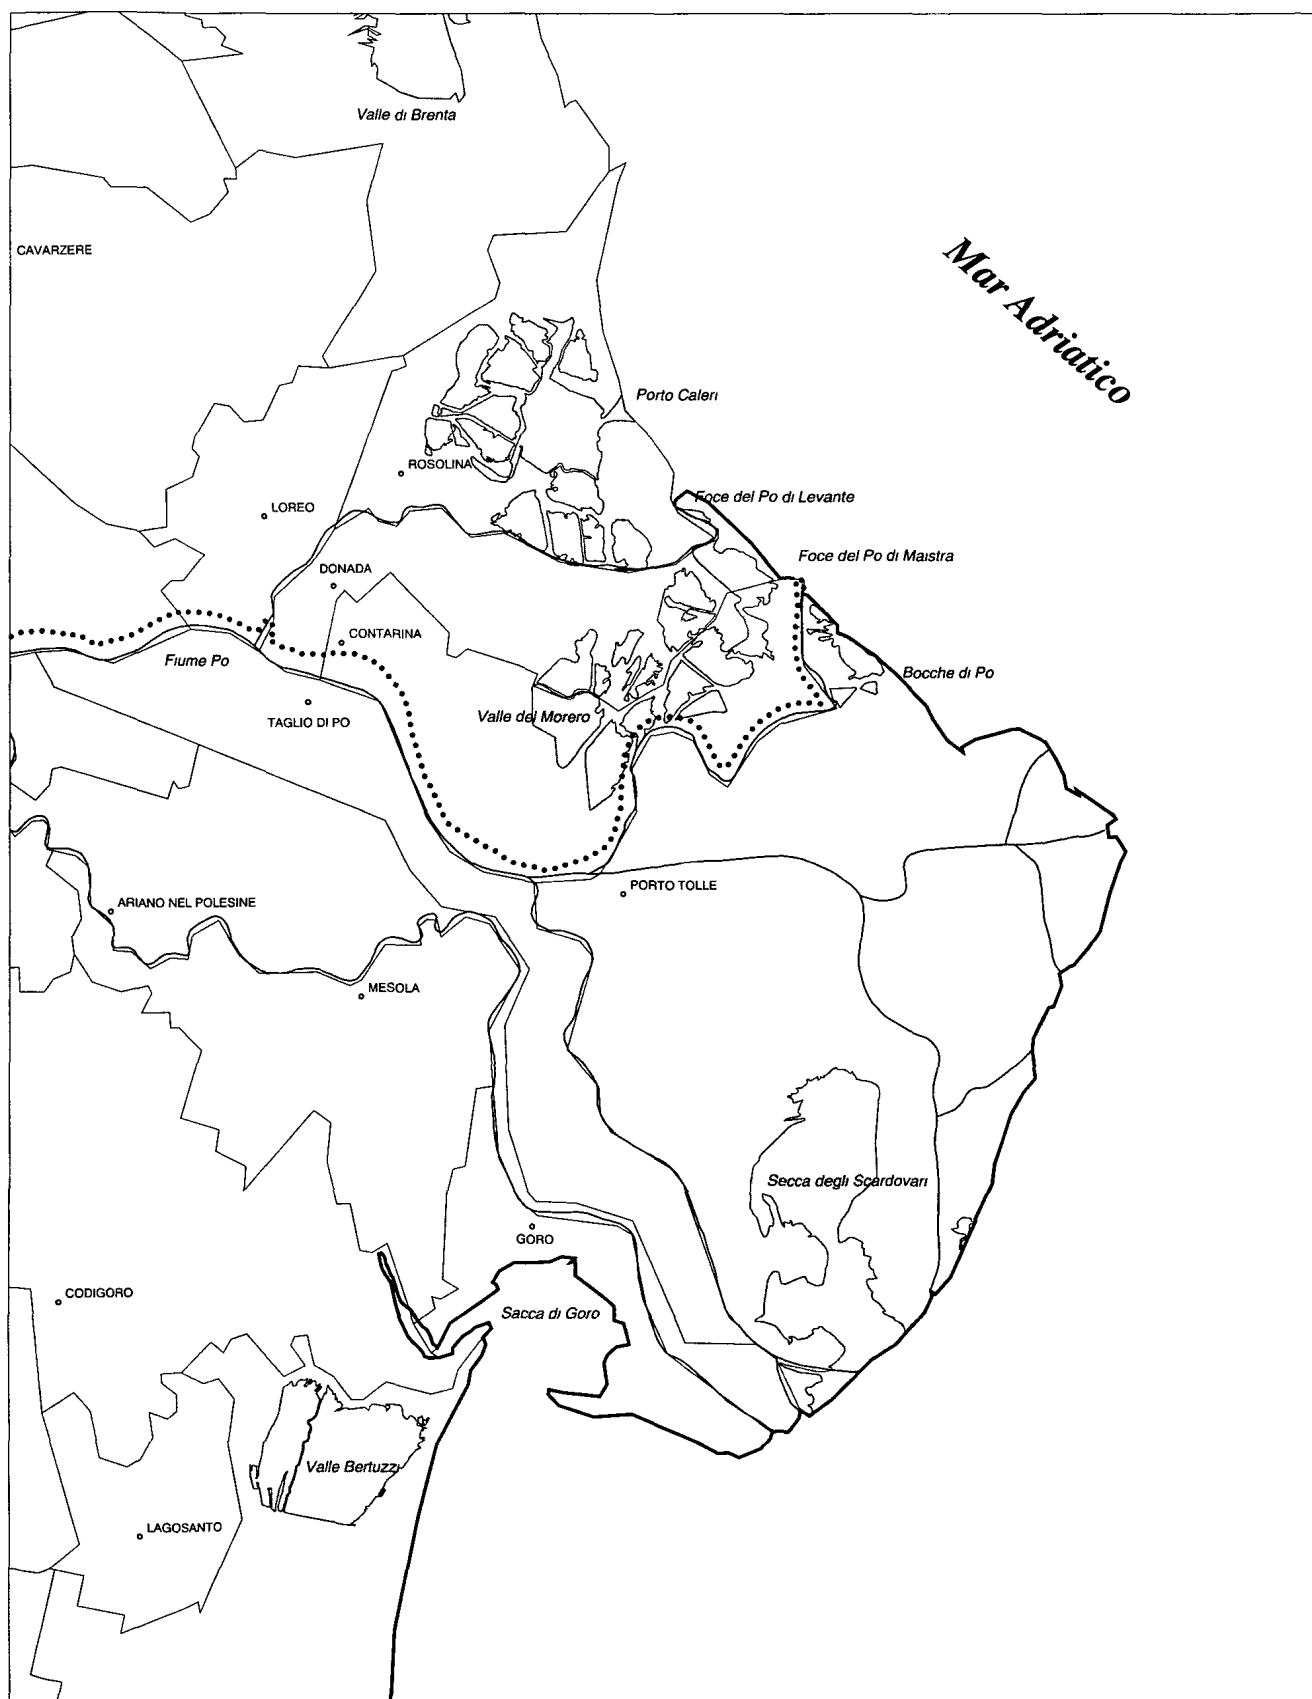 Valle di Brenta
CAVARZERE
Mar Adriatico
Porto Caleri
ROSOLINA
Foce del Po di Levante
LOREO
Foce del Po di Maistra
DONADA
CONTARINA
Fiume Po
Bocche di Po
TAGLIO DI PO
Valle del Morero
PORTO TOLLE
ARIANO NEL POLESINE
MESOLA
Secca degli Scardovari
GORO
CODIGORO
Sacca di Goro
Valle Bertuzzi
LAGOSANTO